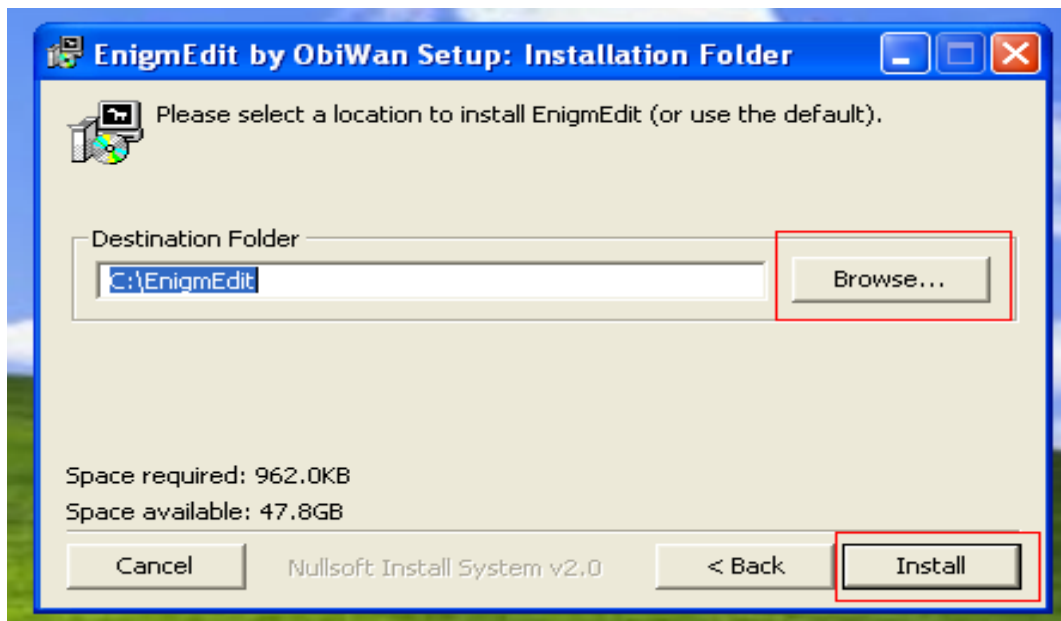 EnigmEdit by ObiWan Setup: Installation Folder
Please select a location to install EnigmEdit (or use the default).
Destination Folder
C:\EnigmEdit
Browse...
Space required: 962.0KB
Space available: 47.8GB
Cancel
Nullsoft Install System v2.0
< Back
Install